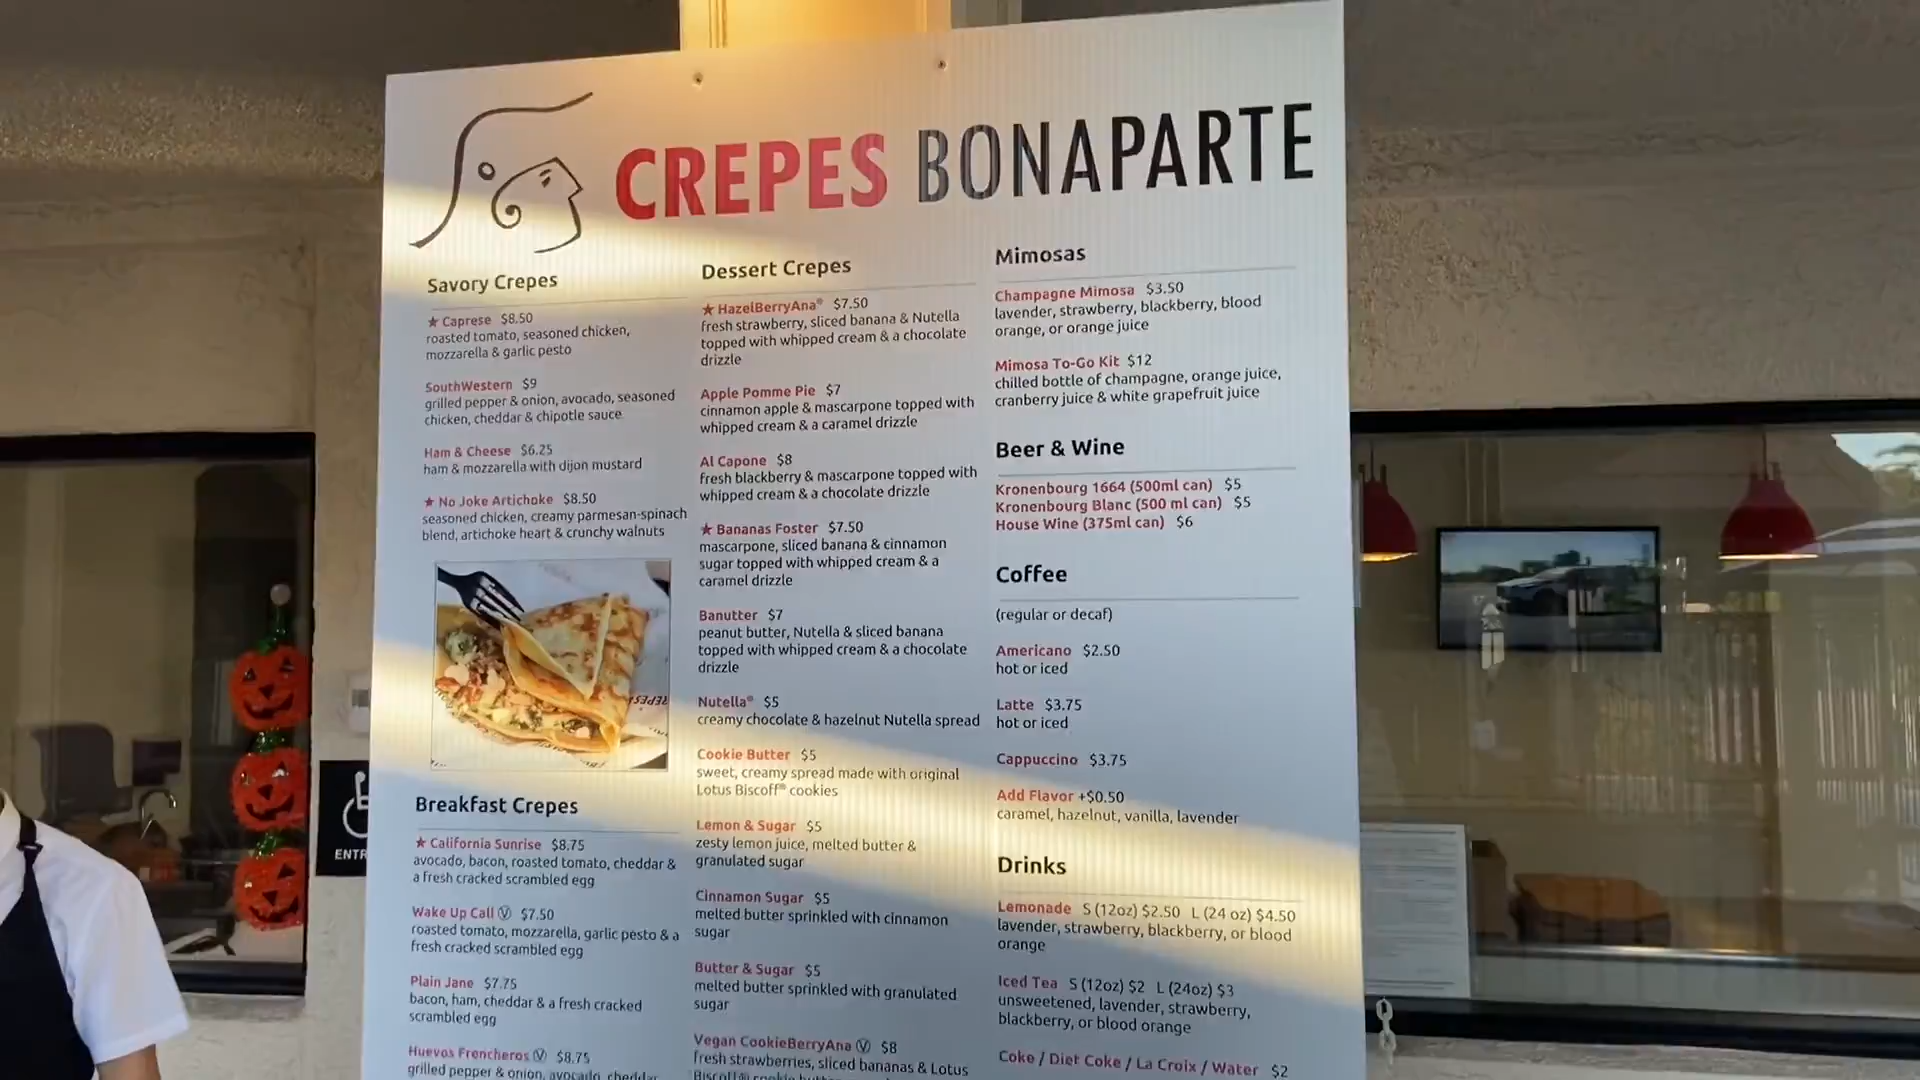 CREPES BONAPARTE
Savory Crepes
★ Caprese $8.50
roasted tomato, seasoned chicken,
mozzarella & garlic pesto
SouthWestern $9
grilled pepper & onion, avocado, seasoned
chicken, cheddar & chipotle sauce
Ham & Cheese $6.25
ham & mozzarella with dijon mustard
★ No Joke Artichoke $8.50
seasoned chicken, creamy parmesan-spinach
blend, artichoke heart & crunchy walnuts
Breakfast Crepes
★ California Sunrise $8.75
avocado, bacon, roasted tomato, cheddar &
a fresh cracked scrambled egg
Wake Up Call Ⓥ $7.50
roasted tomato, mozzarella, garlic pesto & a
fresh cracked scrambled egg
Plain Jane $7.75
bacon, ham, cheddar & a fresh cracked
scrambled egg
Huevos Frencheros Ⓥ $8.75
grilled pepper & onion, avocado, cheddar,
Dessert Crepes
★ HazelBerryAna® $7.50
fresh strawberry, sliced banana & Nutella
topped with whipped cream & a chocolate
drizzle
Apple Pomme Pie $7
cinnamon apple & mascarpone topped with
whipped cream & a caramel drizzle
Al Capone $8
fresh blackberry & mascarpone topped with
whipped cream & a chocolate drizzle
★ Bananas Foster $7.50
mascarpone, sliced banana & cinnamon
sugar topped with whipped cream & a
caramel drizzle
Banutter $7
peanut butter, Nutella & sliced banana
topped with whipped cream & a chocolate
drizzle
Nutella® $5
creamy chocolate & hazelnut Nutella spread
Cookie Butter $5
sweet, creamy spread made with original
Lotus Biscoff® cookies
Lemon & Sugar $5
zesty lemon juice, melted butter &
granulated sugar
Cinnamon Sugar $5
melted butter sprinkled with cinnamon
sugar
Butter & Sugar $5
melted butter sprinkled with granulated
sugar
Vegan CookieBerryAna Ⓥ $8
fresh strawberries, sliced bananas & Lotus
Mimosas
Champagne Mimosa $3.50
lavender, strawberry, blackberry, blood
orange, or orange juice
Mimosa To-Go Kit $12
chilled bottle of champagne, orange juice,
cranberry juice & white grapefruit juice
Beer & Wine
Kronenbourg 1664 (500ml can) $5
Kronenbourg Blanc (500 ml can) $5
House Wine (375ml can) $6
Coffee
(regular or decaf)
Americano $2.50
hot or iced
Latte $3.75
hot or iced
Cappuccino $3.75
Add Flavor +$0.50
caramel, hazelnut, vanilla, lavender
Drinks
Lemonade S (12oz) $2.50 L (24 oz) $4.50
lavender, strawberry, blackberry, or blood
orange
Iced Tea S (12oz) $2 L (24oz) $3
unsweetened, lavender, strawberry,
blackberry, or blood orange
Coke / Diet Coke / La Croix / Water $2
ENTR